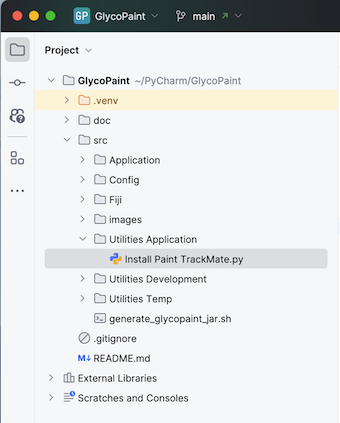 GP GlycoPaint main
Project
GlycoPaint ~/PyCharm/GlycoPaint
.venv
doc
src
Application
Config
Fiji
images
Utilities Application
Install Paint TrackMate.py
Utilities Development
Utilities Temp
generate_glycopaint_jar.sh
.gitignore
M↓ README.md
External Libraries
Scratches and Consoles